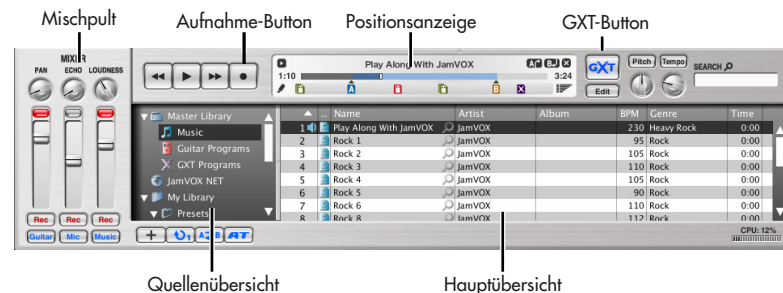 Mischpult Aufnahme-Button Positionsanzeige GXT-Button
MIXER
PAN ECHO LOUDNESS
Play Along With JamVOX
1:10 3:24
A B
A B X
GXT
Edit
Pitch Tempo
SEARCH
Master Library
Music
Guitar Programs
GXT Programs
JamVOX NET
My Library
Presets
... Name Artist Album BPM Genre Time
1 Play Along With JamVOX JamVOX 230 Heavy Rock 0:00
2 Rock 1 JamVOX 95 Rock 0:00
3 Rock 2 JamVOX 105 Rock 0:00
4 Rock 3 JamVOX 110 Rock 0:00
5 Rock 4 JamVOX 105 Rock 0:00
6 Rock 5 JamVOX 90 Rock 0:00
7 Rock 6 JamVOX 110 Rock 0:00
8 Rock 8 JamVOX 112 Rock 0:00
Rec Rec Rec
Guitar Mic Music
+ 1 A B AT
CPU: 12%
Quellenübersicht Hauptübersicht